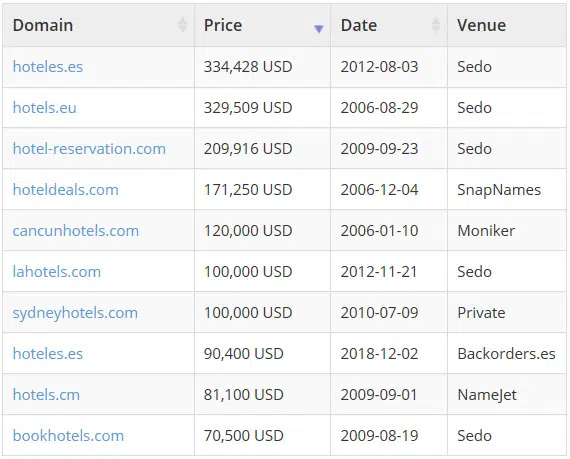 Domain Price Date Venue
hoteles.es 334,428 USD 2012-08-03 Sedo
hotels.eu 329,509 USD 2006-08-29 Sedo
hotel-reservation.com 209,916 USD 2009-09-23 Sedo
hoteldeals.com 171,250 USD 2006-12-04 SnapNames
cancunhotels.com 120,000 USD 2006-01-10 Moniker
lahotels.com 100,000 USD 2012-11-21 Sedo
sydneyhotels.com 100,000 USD 2010-07-09 Private
hoteles.es 90,400 USD 2018-12-02 Backorders.es
hotels.cm 81,100 USD 2009-09-01 NameJet
bookhotels.com 70,500 USD 2009-08-19 Sedo